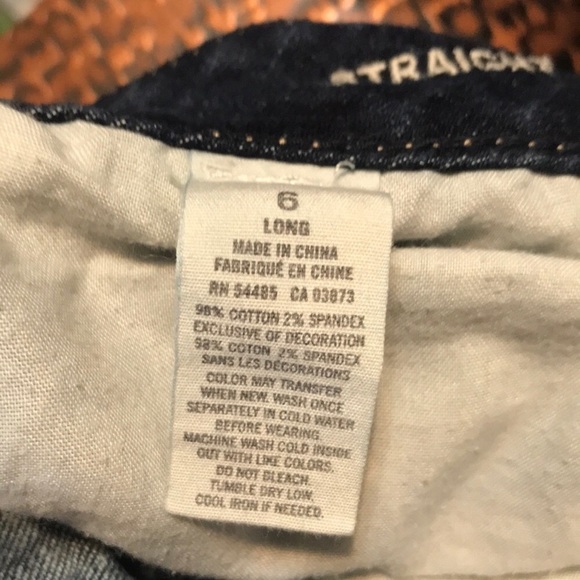 STRAIGHT
6
LONG
MADE IN CHINA
FABRIQUÉ EN CHINE
RN 54485 CA 03873
98% COTTON 2% SPANDEX
EXCLUSIVE OF DECORATION
98% COTON 2% SPANDEX
SANS LES DÉCORATIONS
COLOR MAY TRANSFER
WHEN NEW. WASH ONCE
SEPARATELY IN COLD WATER
BEFORE WEARING.
MACHINE WASH COLD INSIDE
OUT WITH LIKE COLORS.
DO NOT BLEACH.
TUMBLE DRY LOW.
COOL IRON IF NEEDED.